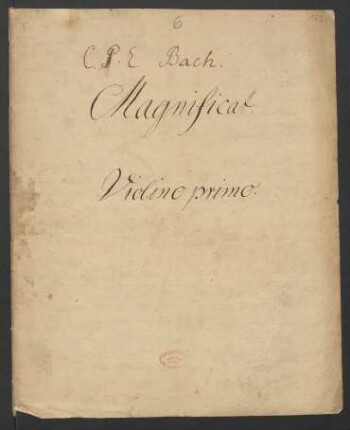 6
C. P. E Bach.
Magnificat.
Violino primo.